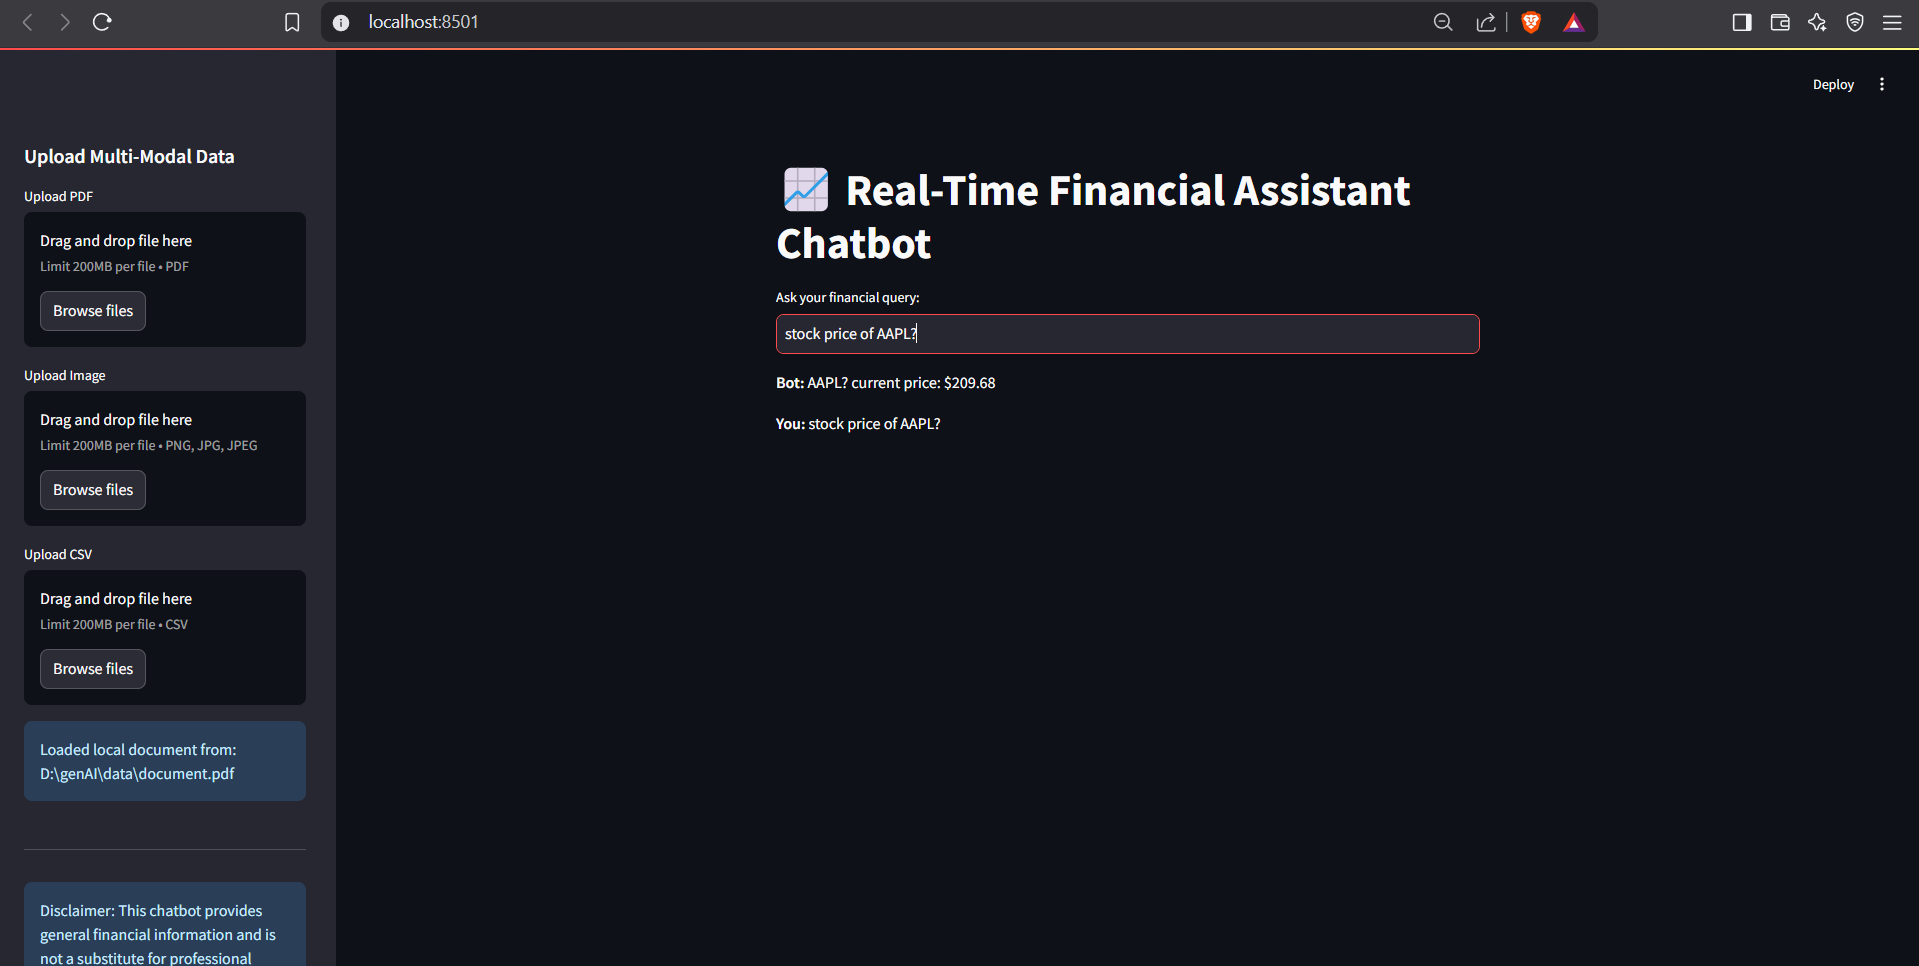 localhost:8501
Deploy
Upload Multi-Modal Data
Upload PDF
Drag and drop file here
Limit 200MB per file • PDF
Browse files
Upload Image
Drag and drop file here
Limit 200MB per file • PNG, JPG, JPEG
Browse files
Upload CSV
Drag and drop file here
Limit 200MB per file • CSV
Browse files
Loaded local document from:
D:\genAI\data\document.pdf
Disclaimer: This chatbot provides
general financial information and is
not a substitute for professional
Real-Time Financial Assistant
Chatbot
Ask your financial query:
stock price of AAPL?
Bot: AAPL? current price: $209.68
You: stock price of AAPL?